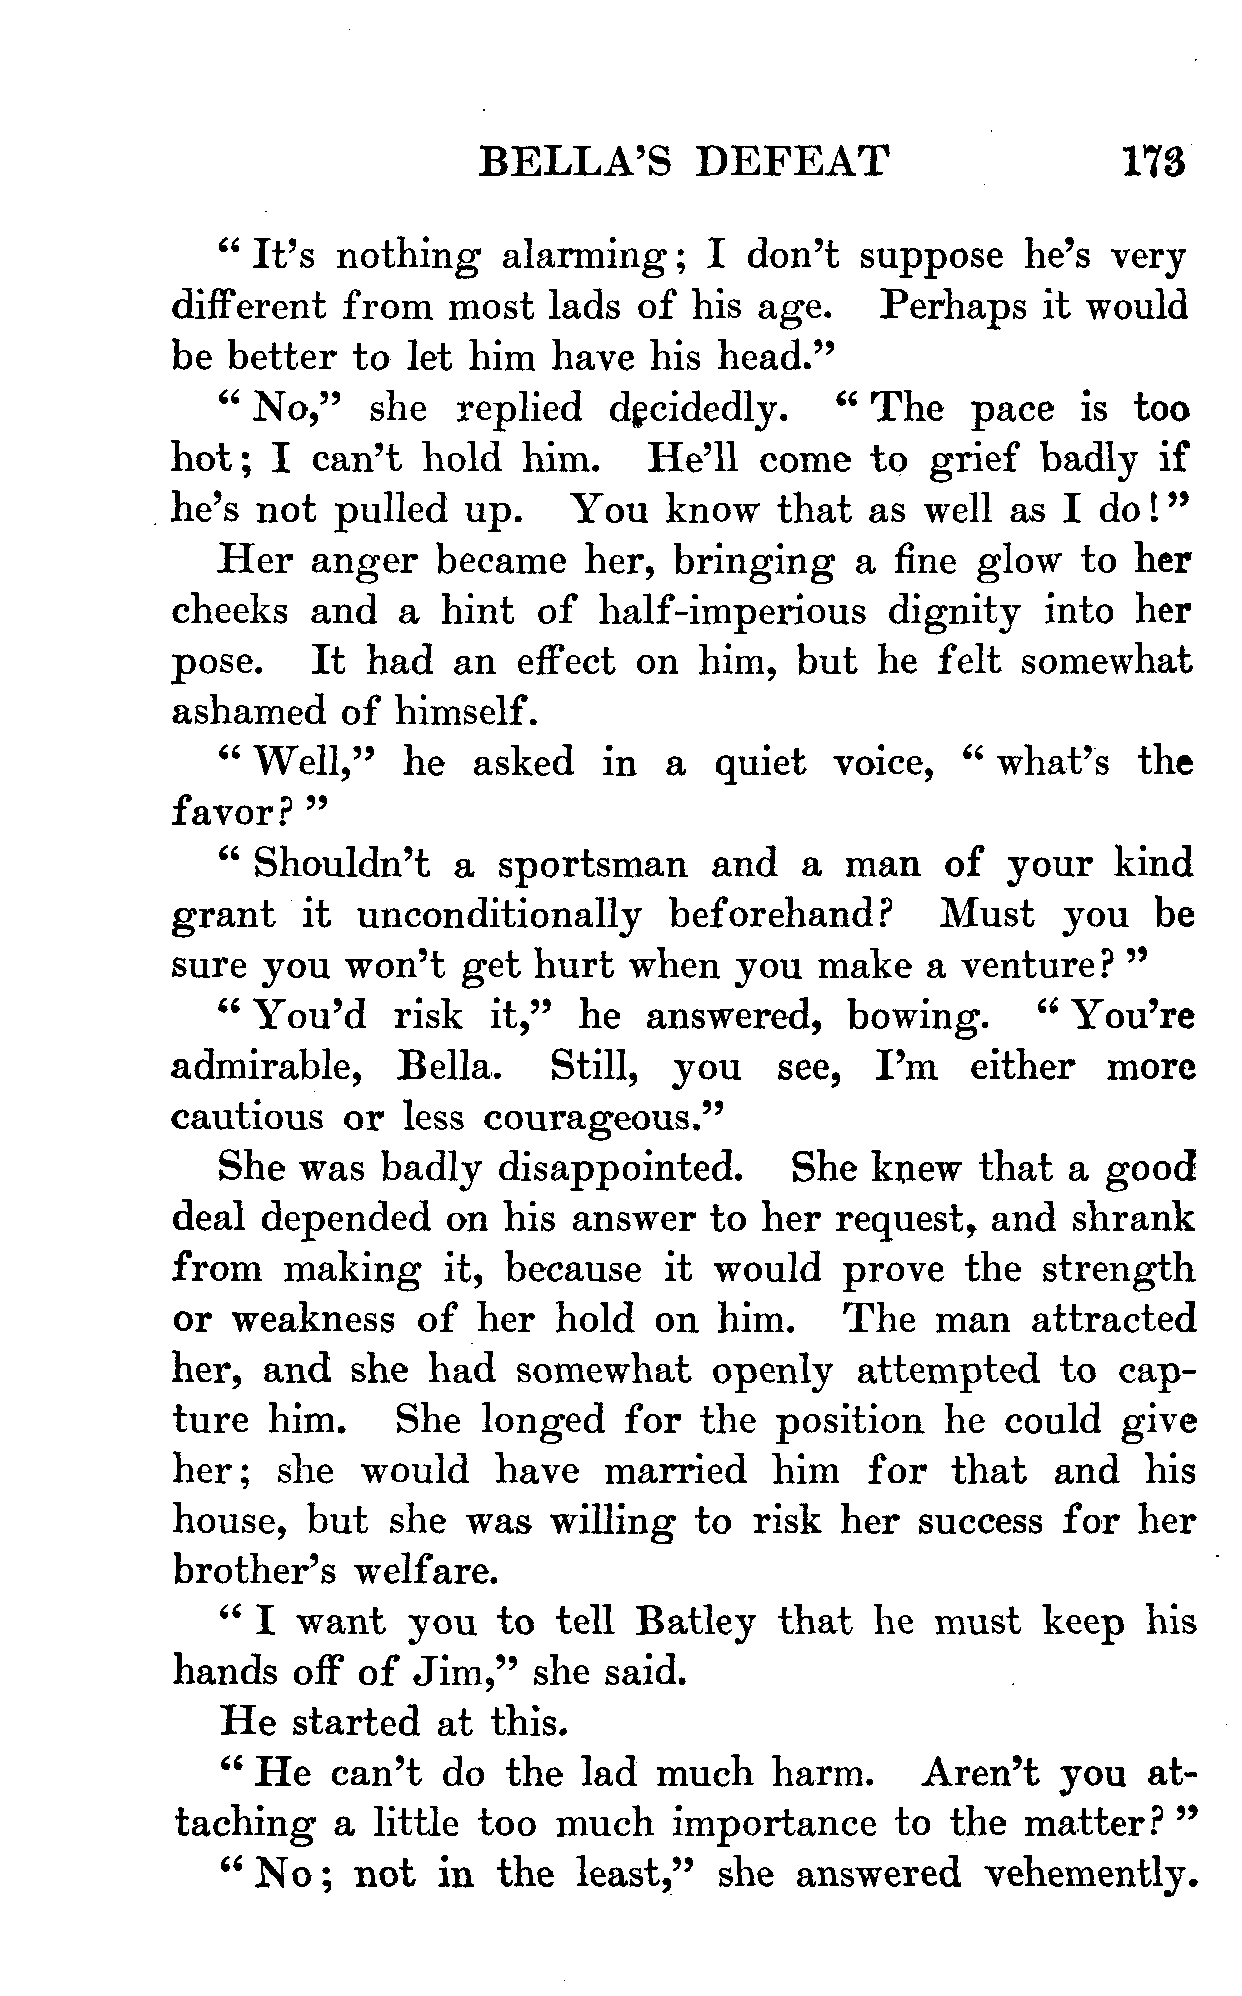 BELLA'S DEFEAT 173
" It's nothing alarming; I don't suppose he's very
different from most lads of his age. Perhaps it would
be better to let him have his head."
" No," she replied decidedly. " The pace is too
hot; I can't hold him. He'll come to grief badly if
he's not pulled up. You know that as well as I do!"
Her anger became her, bringing a fine glow to her
cheeks and a hint of half-imperious dignity into her
pose. It had an effect on him, but he felt somewhat
ashamed of himself.
" Well," he asked in a quiet voice, " what's the
favor? "
" Shouldn't a sportsman and a man of your kind
grant it unconditionally beforehand? Must you be
sure you won't get hurt when you make a venture? "
" You'd risk it," he answered, bowing. " You're
admirable, Bella. Still, you see, I'm either more
cautious or less courageous."
She was badly disappointed. She knew that a good
deal depended on his answer to her request, and shrank
from making it, because it would prove the strength
or weakness of her hold on him. The man attracted
her, and she had somewhat openly attempted to cap-
ture him. She longed for the position he could give
her; she would have married him for that and his
house, but she was willing to risk her success for her
brother's welfare.
" I want you to tell Batley that he must keep his
hands off of Jim," she said.
He started at this.
" He can't do the lad much harm. Aren't you at-
taching a little too much importance to the matter? "
" No; not in the least," she answered vehemently.